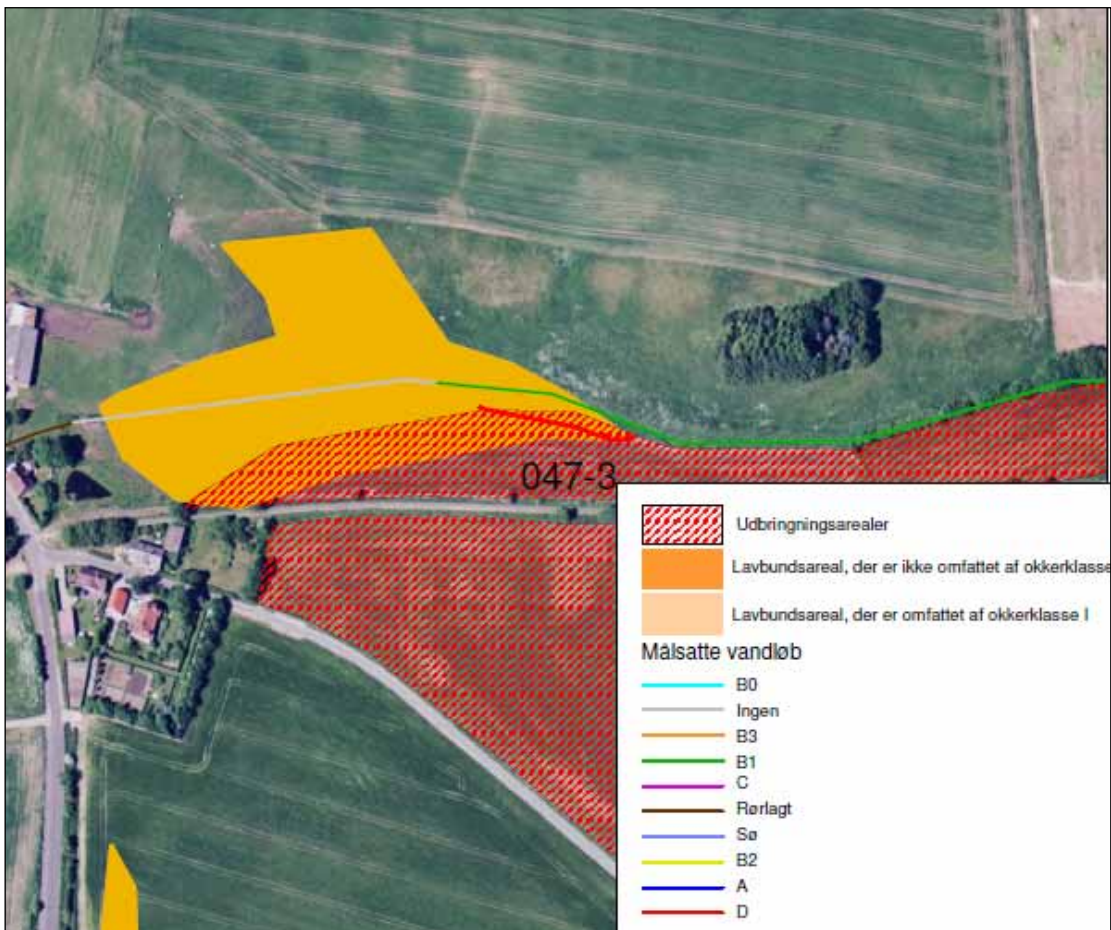 047-3
Udbringningsarealer
Lavbundsareal, der er ikke omfattet af okkerklasse
Lavbundsareal, der er omfattet af okkerklasse I
Målsatte vandløb
B0
Ingen
B3
B1
C
Rørlagt
Sø
B2
A
D